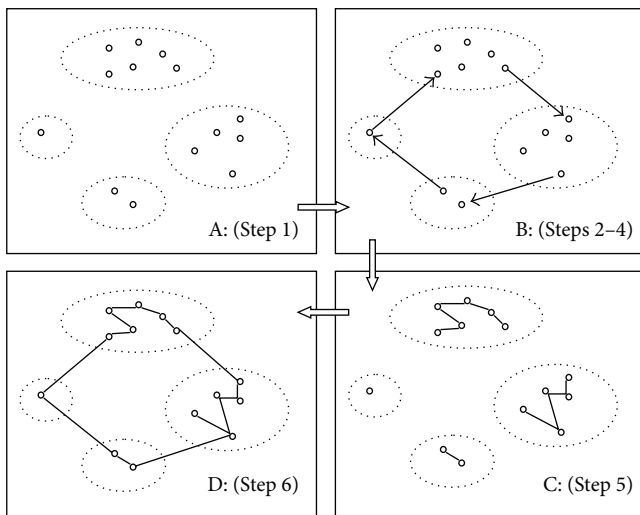 A: (Step 1)
B: (Steps 2–4)
D: (Step 6)
C: (Step 5)